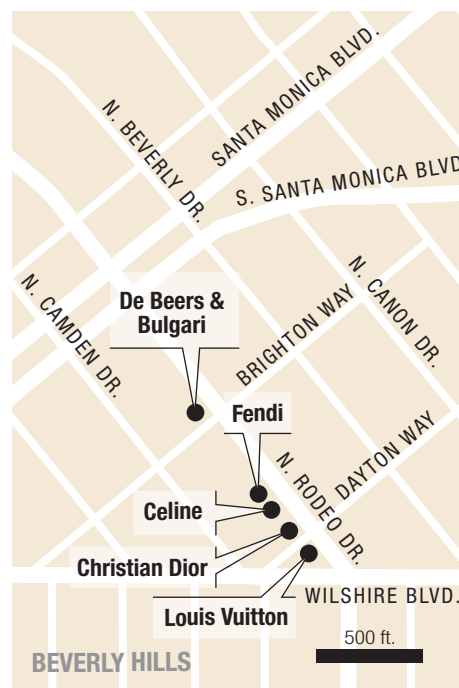 SANTA MONICA BLVD.
N. BEVERLY DR.
S. SANTA MONICA BLVD
N. CAMDEN DR.
De Beers &
Bulgari
N. CANON DR.
BRIGHTON WAY
Fendi
N. RODEO DR.
DAYTON WAY
Celine
Christian Dior
Louis Vuitton
WILSHIRE BLVD.
500 ft.
BEVERLY HILLS